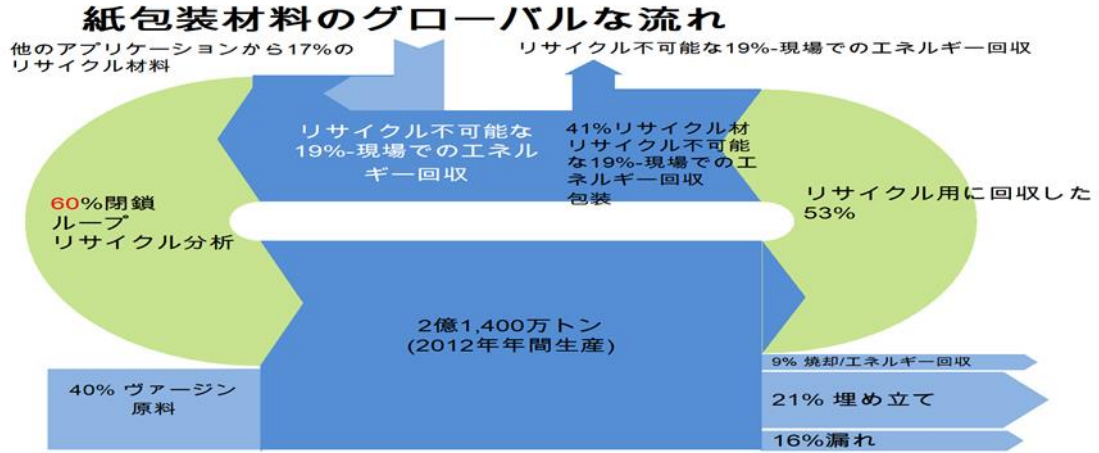 紙包装材料のグローバルな流れ
他のアプリケーションから17%の
リサイクル材料
リサイクル不可能な19%-現場でのエネルギー回収
リサイクル不可能な
19%-現場でのエネル
ギー回収
41%リサイクル材
リサイクル不可能
な19%-現場でのエ
ネルギー回収
包装
60%閉鎖
ループ
リサイクル分析
リサイクル用に回収した
53%
2億1,400万トン
(2012年年間生産)
40% ヴァージン
原料
9% 焼却/エネルギー回収
21% 埋め立て
16%漏れ